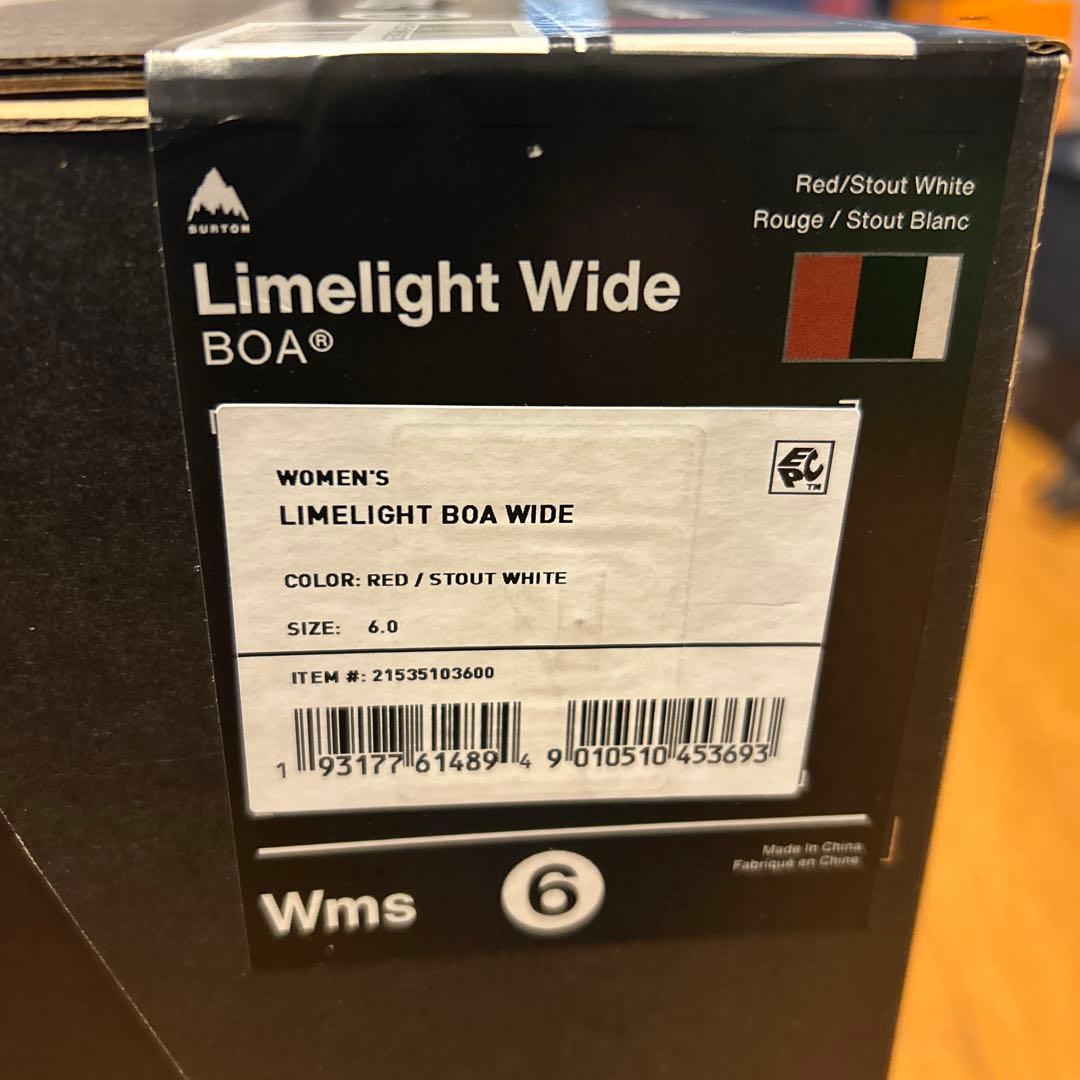 BURTON
Red/Stout White
Rouge / Stout Blanc
Limelight Wide
BOA®
EPC™
WOMEN'S
LIMELIGHT BOA WIDE
COLOR: RED / STOUT WHITE
SIZE: 6.0
ITEM #: 21535103600
1 93177 61489 4 9 010510 453693
Made in China
Fabriqué en Chine
Wms 6